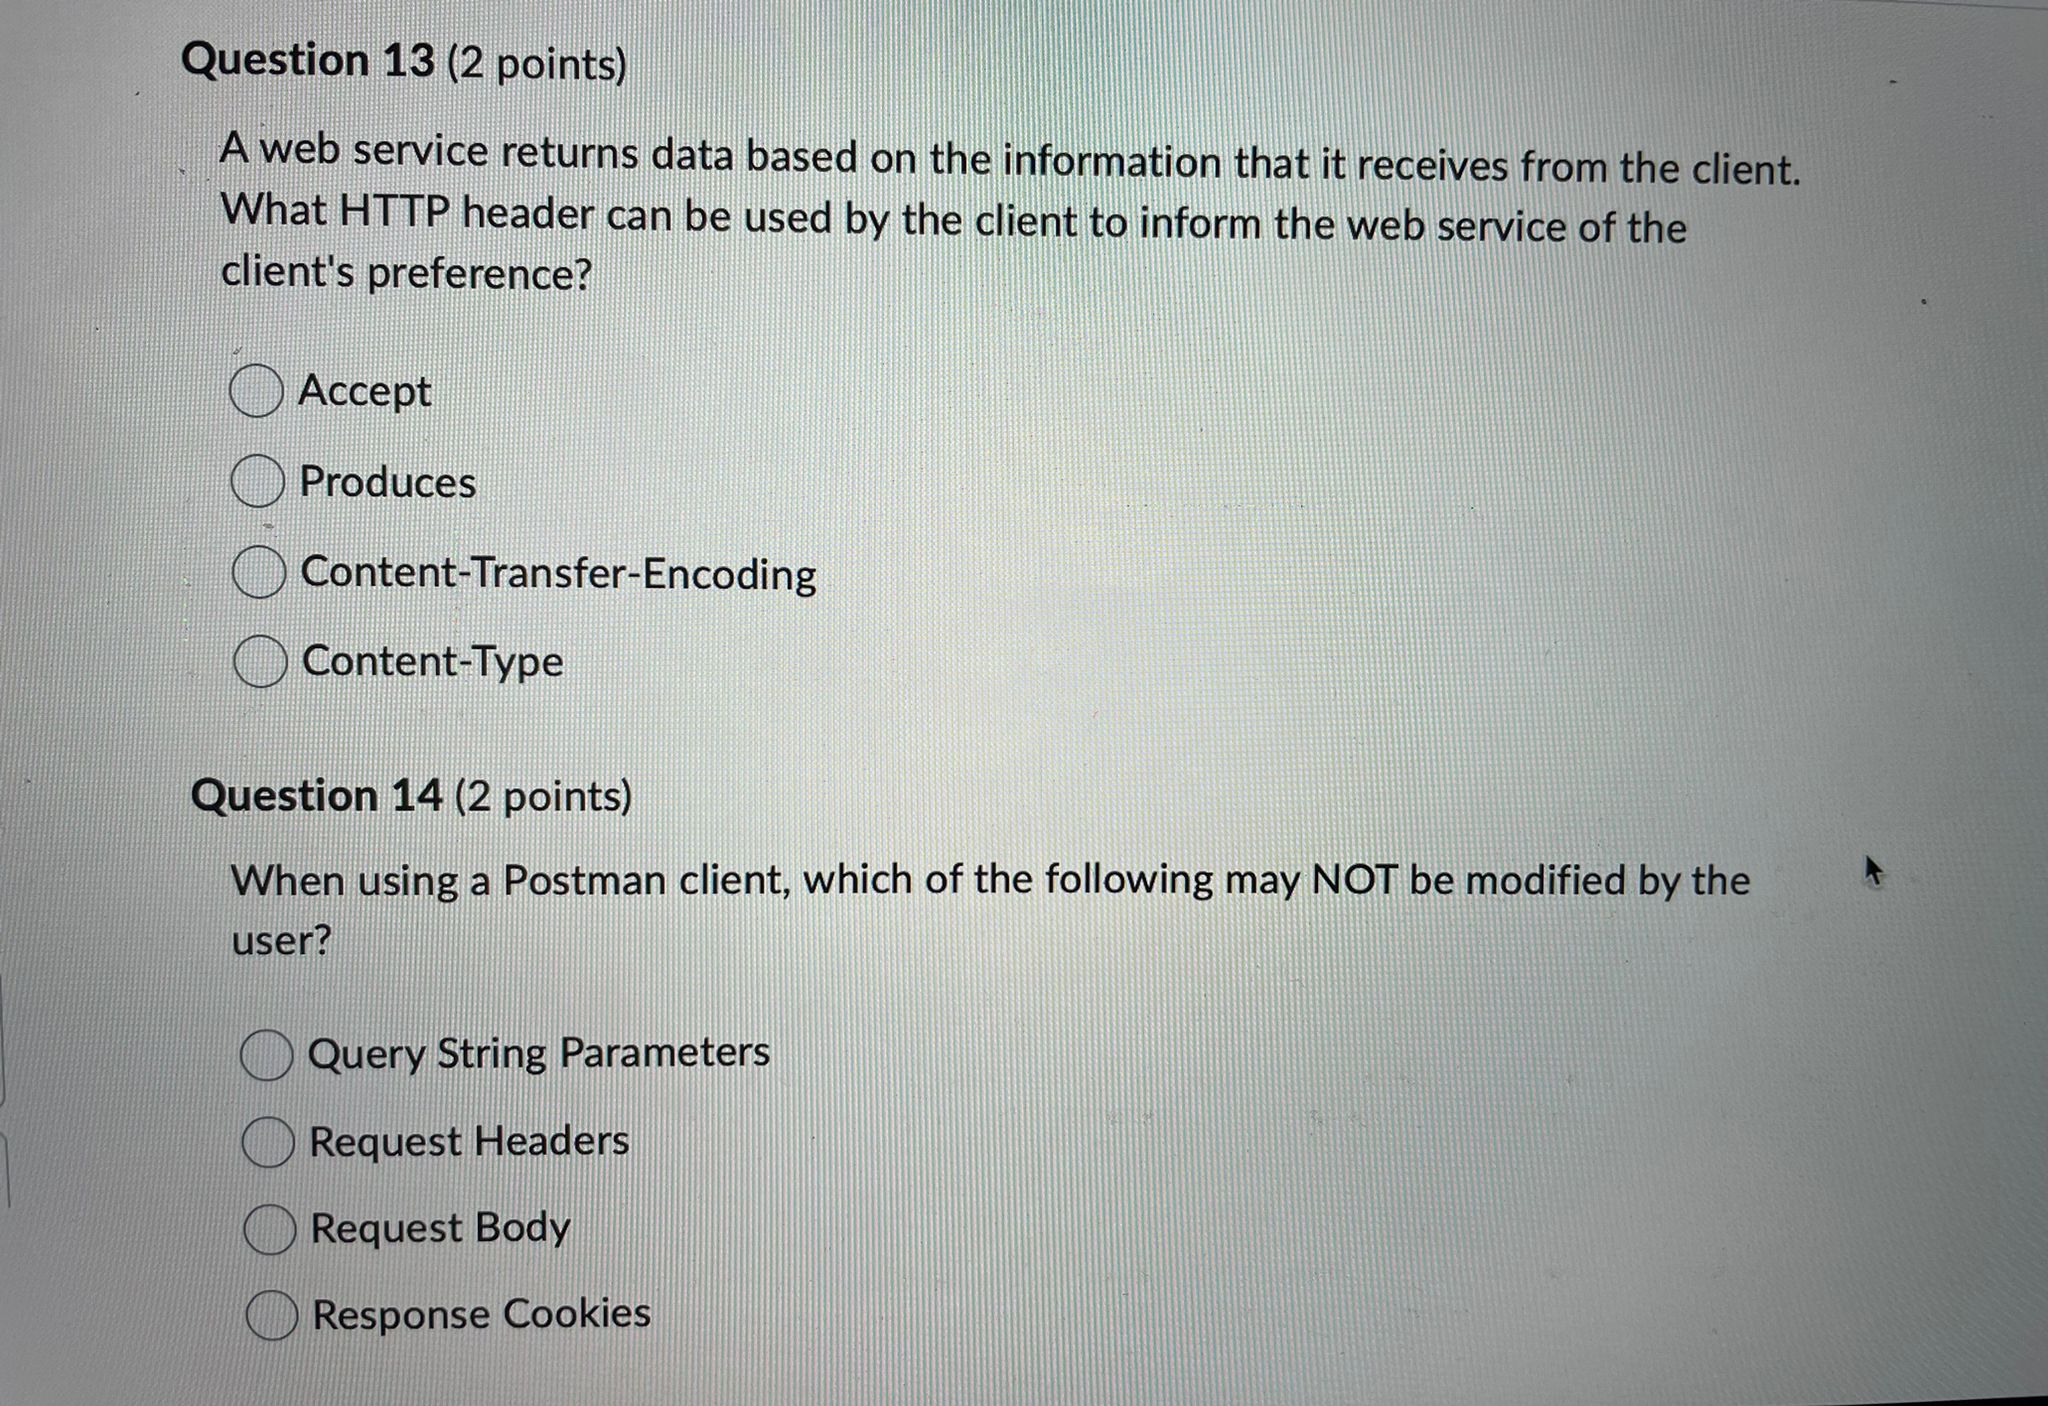 Question 13 (2 points)
A web service returns data based on the information that it receives from the client.
What HTTP header can be used by the client to inform the web service of the
client's preference?
Accept
Produces
Content-Transfer-Encoding
Content-Type
Question 14 (2 points)
When using a Postman client, which of the following may NOT be modified by the
user?
Query String Parameters
Request Headers
Request Body
Response Cookies